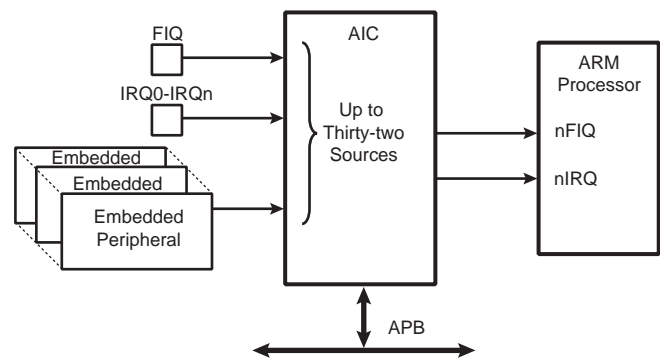 FIQ
IRQ0-IRQn
Embedded
Embedded
Embedded
Peripheral
AIC
Up to
Thirty-two
Sources
ARM
Processor
nFIQ
nIRQ
APB